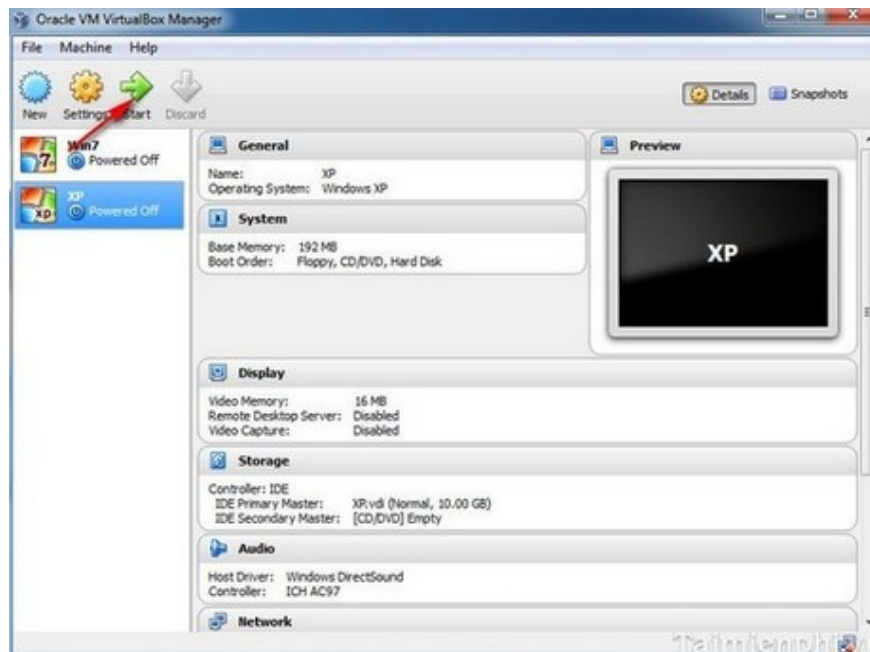 Oracle VM VirtualBox Manager
File Machine Help
New Settings Start Discard
Details Snapshots
Win7
Powered Off
XP
Powered Off
General
Name: XP
Operating System: Windows XP
System
Base Memory: 192 MB
Boot Order: Floppy, CD/DVD, Hard Disk
Preview
XP
Display
Video Memory: 16 MB
Remote Desktop Server: Disabled
Video Capture: Disabled
Storage
Controller: IDE
IDE Primary Master: XP.vdi (Normal, 10.00 GB)
IDE Secondary Master: [CD/DVD] Empty
Audio
Host Driver: Windows DirectSound
Controller: ICH AC97
Network